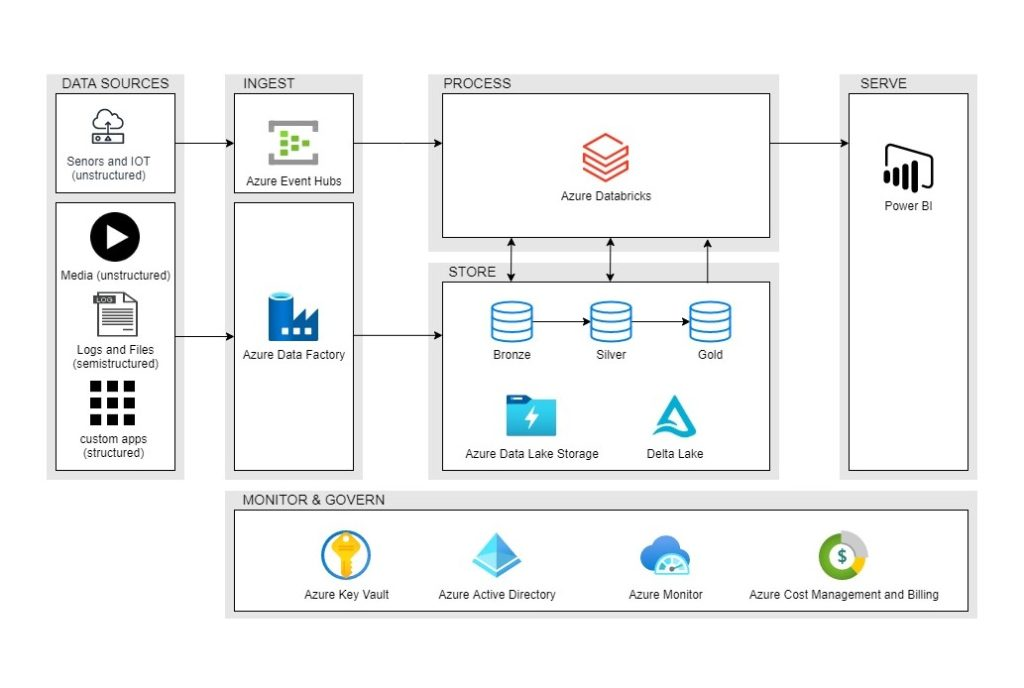 DATA SOURCES
INGEST
PROCESS
SERVE
Senors and IOT
(unstructured)
Azure Event Hubs
Azure Databricks
Power BI
Media (unstructured)
LOG
Logs and Files
(semistructured)
custom apps
(structured)
Azure Data Factory
STORE
Bronze
Silver
Gold
Azure Data Lake Storage
Delta Lake
MONITOR & GOVERN
Azure Key Vault
Azure Active Directory
Azure Monitor
$
Azure Cost Management and Billing